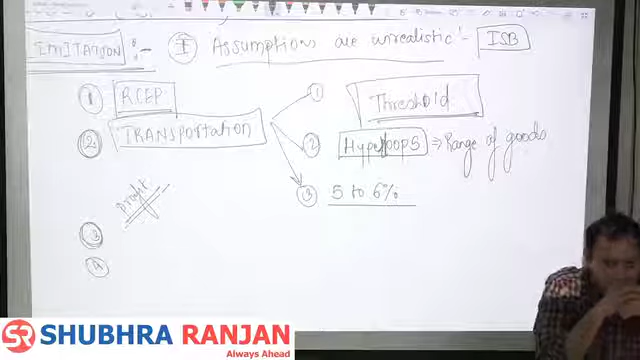 LIMITATION :- I Assumptions are unrealistic :- ISB
1 RCEP
2. TRANSPORTATION
3
4
1 Threshold
2 Hyperloops ⇒ Range of goods
3 5 to 6%
SR SHUBHRA RANJAN
Always Ahead